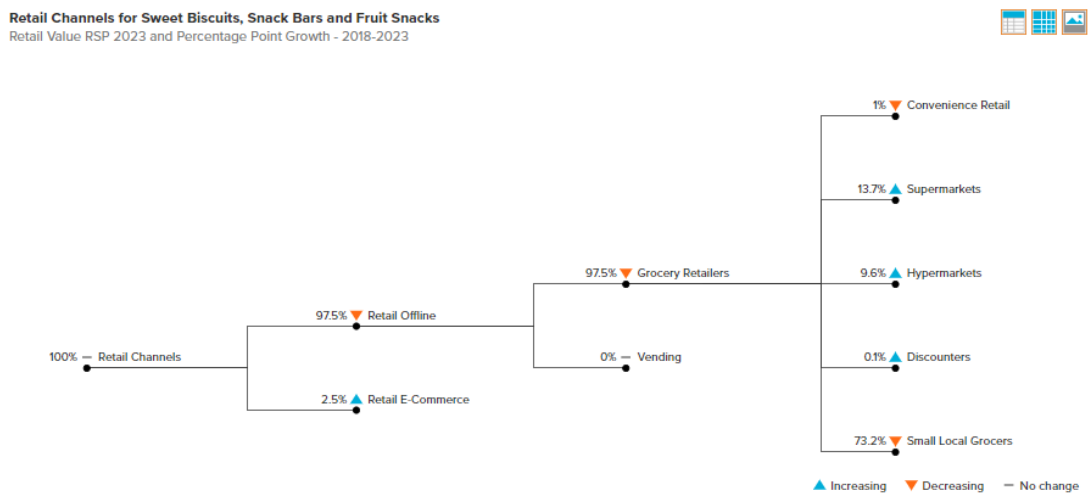 Retail Channels for Sweet Biscuits, Snack Bars and Fruit Snacks
Retail Value RSP 2023 and Percentage Point Growth - 2018-2023
1% Convenience Retail
13.7% Supermarkets
97.5% Grocery Retailers
9.6% Hypermarkets
97.5% Retail Offline
100% Retail Channels
0% Vending
0.1% Discounters
2.5% Retail E-Commerce
73.2% Small Local Grocers
Increasing Decreasing No change